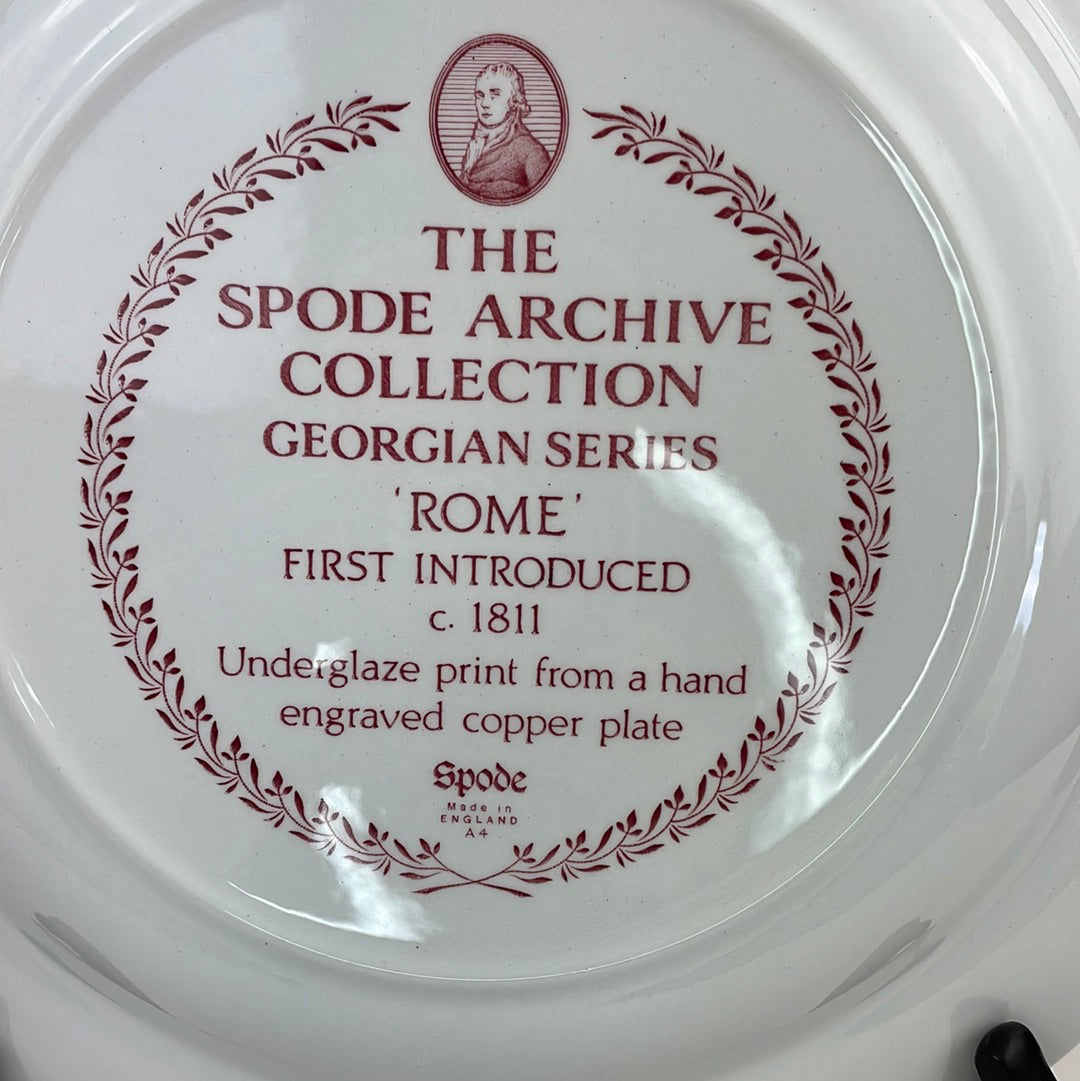 THE
SPODE ARCHIVE
COLLECTION
GEORGIAN SERIES
'ROME'
FIRST INTRODUCED
c. 1811
Underglaze print from a hand
engraved copper plate
Spode
Made in
ENGLAND
A4